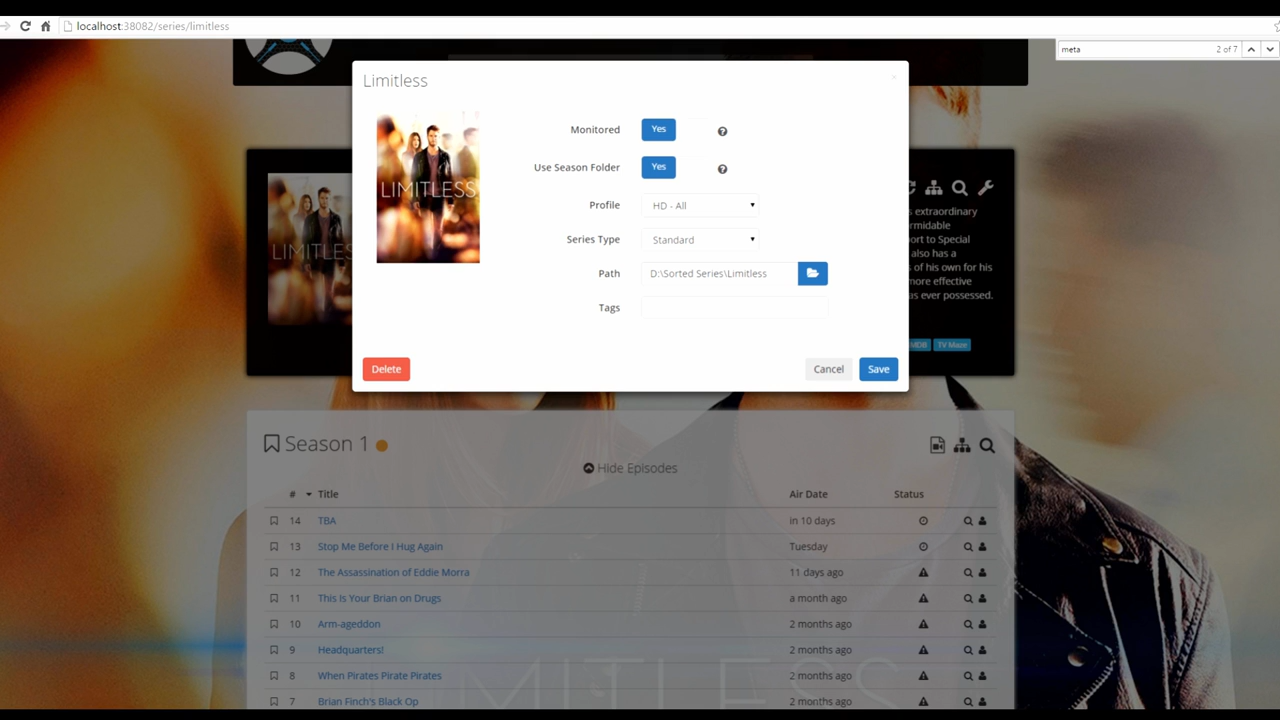 localhost:38082/series/limitless
meta 2 of 7
Limitless ×
LIMITLESS
Monitored Yes
Use Season Folder Yes
Profile HD - All
Series Type Standard
Path D:\Sorted Series\Limitless
Tags
Delete Cancel Save
LIMITLESS
s extraordinary
rmidable
ort to Special
also has a
of his own for his
more effective
as ever possessed.
MDB TV Maze
Season 1
Hide Episodes
# Title Air Date Status
14 TBA in 10 days
13 Stop Me Before I Hug Again Tuesday
12 The Assassination of Eddie Morra 11 days ago
11 This Is Your Brian on Drugs a month ago
10 Arm-ageddon 2 months ago
9 Headquarters! 2 months ago
8 When Pirates Pirate Pirates 2 months ago
7 Brian Finch's Black Op 2 months ago
LIMITLESS